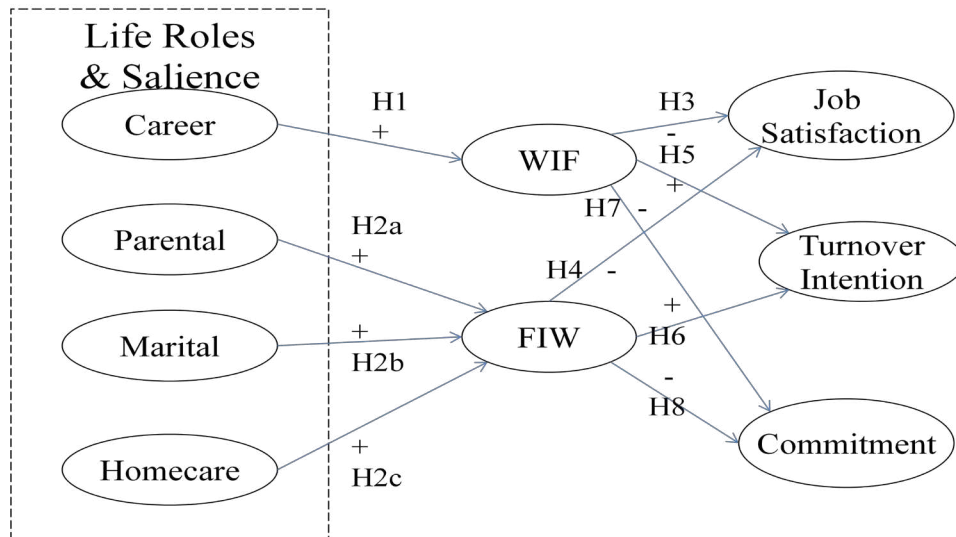 Life Roles
& Salience
Career
Parental
Marital
Homecare
H1
+
H2a
+
+
H2b
+
H2c
WIF
FIW
H3
-
H5
+
H7 -
H4 -
+
H6
-
H8
Job
Satisfaction
Turnover
Intention
Commitment